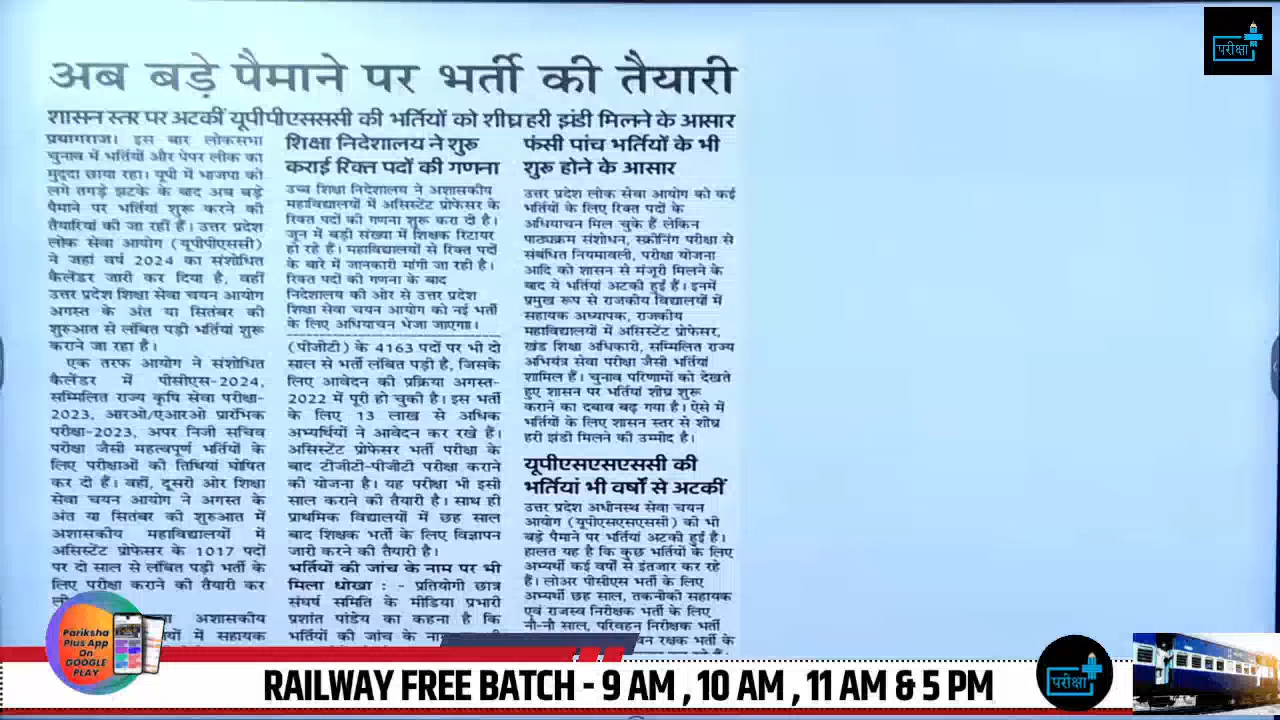 परीक्षा
अब बड़े पैमाने पर भर्ती की तैयारी
शासन स्तर पर अटकीं यूपीपीएसससी की भर्तियों को शीघ्र हरी झंडी मिलने के आसार
प्रयागराज। इस बार लोकसभा
चुनाव में भर्तियों और पेपर लीक का
मुद्दा छाया रहा। यूपी में भाजपा को
लगे तगड़े झटके के बाद अब बड़े
पैमाने पर भर्तियां शुरू करने की
तैयारियां की जा रहीं हैं। उत्तर प्रदेश
लोक सेवा आयोग (यूपीपीएससी)
ने जहां वर्ष 2024 का संशोधित
कैलेंडर जारी कर दिया है, वहीं
उत्तर प्रदेश शिक्षा सेवा चयन आयोग
अगस्त के अंत या सितंबर की
शुरुआत से लंबित पड़ी भर्तियां शुरू
कराने जा रहा है।
एक तरफ आयोग ने संशोधित
कैलेंडर में पीसीएस-2024,
सम्मिलित राज्य कृषि सेवा परीक्षा-
2023, आरओ/एआरओ प्रारंभिक
परीक्षा-2023, अपर निजी सचिव
परीक्षा जैसी महत्वपूर्ण भर्तियों के
लिए परीक्षाओं की तिथियां घोषित
कर दी हैं। वहीं, दूसरी ओर शिक्षा
सेवा चयन आयोग ने अगस्त के
अंत या सितंबर की शुरुआत में
अशासकीय महाविद्यालयों में
असिस्टेंट प्रोफेसर के 1017 पदों
पर दो साल से लंबित पड़ी भर्ती के
लिए परीक्षा कराने की तैयारी कर
अशासकीय
में सहायक
शिक्षा निदेशालय ने शुरू
कराई रिक्त पदों की गणना
उच्च शिक्षा निदेशालय ने अशासकीय
महाविद्यालयों में असिस्टेंट प्रोफेसर के
रिक्त पदों की गणना शुरू करा दी है।
जून में बड़ी संख्या में शिक्षक रिटायर
हो रहे हैं। महाविद्यालयों से रिक्त पदों
के बारे में जानकारी मांगी जा रही है।
रिक्त पदों की गणना के बाद
निदेशालय की ओर से उत्तर प्रदेश
शिक्षा सेवा चयन आयोग को नई भर्ती
के लिए अधियाचन भेजा जाएगा।
(पीजीटी) के 4163 पदों पर भी दो
साल से भर्ती लंबित पड़ी है, जिसके
लिए आवेदन की प्रक्रिया अगस्त-
2022 में पूरी हो चुकी है। इस भर्ती
के लिए 13 लाख से अधिक
अभ्यर्थियों ने आवेदन कर रखे हैं।
असिस्टेंट प्रोफेसर भर्ती परीक्षा के
बाद टीजीटी-पीजीटी परीक्षा कराने
की योजना है। यह परीक्षा भी इसी
साल कराने की तैयारी है। साथ ही
प्राथमिक विद्यालयों में छह साल
बाद शिक्षक भर्ती के लिए विज्ञापन
जारी करने की तैयारी है।
भर्तियों की जांच के नाम पर भी
मिला धोखा : - प्रतियोगी छात्र
संघर्ष समिति के मीडिया प्रभारी
प्रशांत पांडेय का कहना है कि
भर्तियों की जांच के
फंसी पांच भर्तियों के भी
शुरू होने के आसार
उत्तर प्रदेश लोक सेवा आयोग को कई
भर्तियों के लिए रिक्त पदों के
अधियाचन मिल चुके हैं लेकिन
पाठ्यक्रम संशोधन, स्क्रीनिंग परीक्षा से
संबंधित नियमावली, परीक्षा योजना
आदि को शासन से मंजूरी मिलने के
बाद ये भर्तियां अटकी हुईं हैं। इनमें
प्रमुख रूप से राजकीय विद्यालयों में
सहायक अध्यापक, राजकीय
महाविद्यालयों में असिस्टेंट प्रोफेसर,
खंड शिक्षा अधिकारी, सम्मिलित राज्य
अभियंत्र सेवा परीक्षा जैसी भर्तियां
शामिल हैं। चुनाव परिणामों को देखते
हुए शासन पर भर्तियां शीघ्र शुरू
कराने का दबाव बढ़ गया है। ऐसे में
भर्तियों के लिए शासन स्तर से शीघ्र
हरी झंडी मिलने की उम्मीद है।
यूपीएसएसएससी की
भर्तियां भी वर्षों से अटकीं
उत्तर प्रदेश अधीनस्थ सेवा चयन
आयोग (यूपीएसएसएससी) की भी
बड़े पैमाने पर भर्तियां अटकी हुई है।
हालत यह है कि कुछ भर्तियों के लिए
अभ्यर्थी कई वर्षों से इंतजार कर रहे
हैं। लोअर पीसीएस भर्ती के लिए
अभ्यर्थी छह साल, तकनीकी सहायक
एवं राजस्व निरीक्षक भर्ती के लिए
नौ-नौ साल, परिवहन निरीक्षक भर्ती
रक्षक भर्ती के
Pariksha
Plus App
On
GOOGLE
PLAY
RAILWAY FREE BATCH - 9 AM , 10 AM , 11 AM & 5 PM
परीक्षा